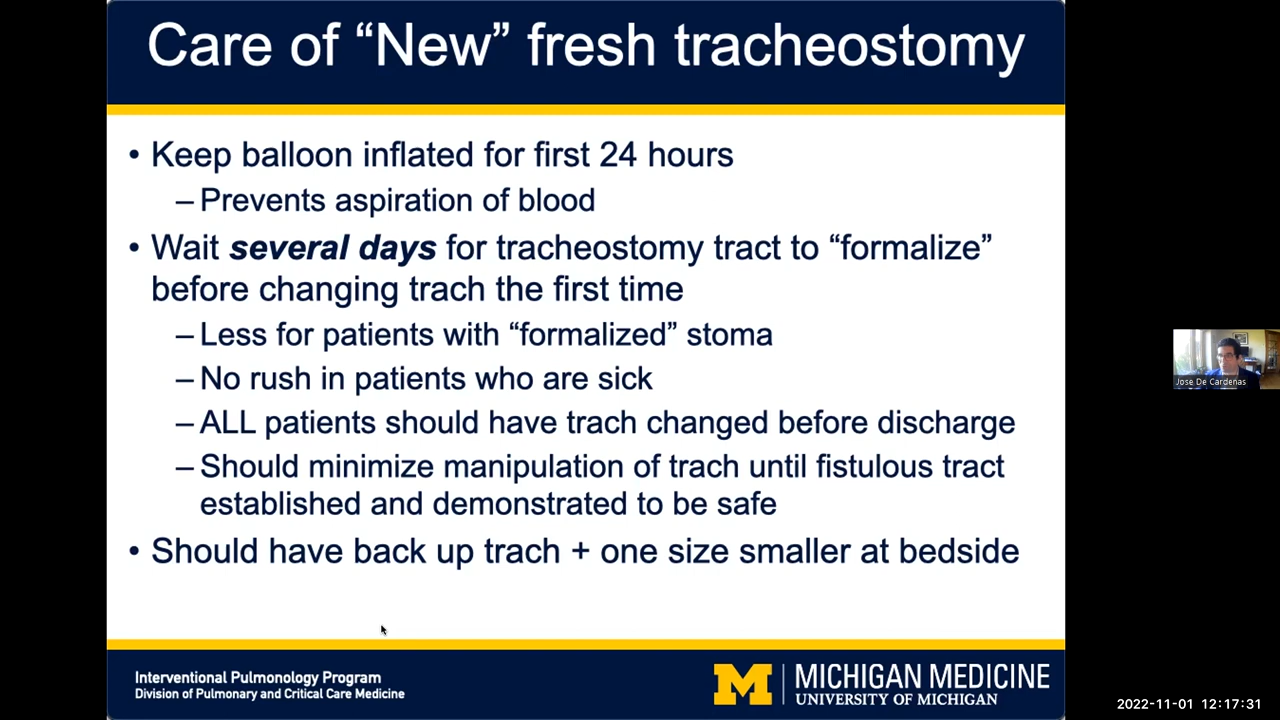 Care of “New” fresh tracheostomy
• Keep balloon inflated for first 24 hours
– Prevents aspiration of blood
• Wait several days for tracheostomy tract to “formalize”
before changing trach the first time
– Less for patients with “formalized” stoma
– No rush in patients who are sick
– ALL patients should have trach changed before discharge
– Should minimize manipulation of trach until fistulous tract
established and demonstrated to be safe
• Should have back up trach + one size smaller at bedside
Jose De Cardenas
Interventional Pulmonology Program
Division of Pulmonary and Critical Care Medicine
M MICHIGAN MEDICINE
UNIVERSITY OF MICHIGAN
2022-11-01 12:17:31